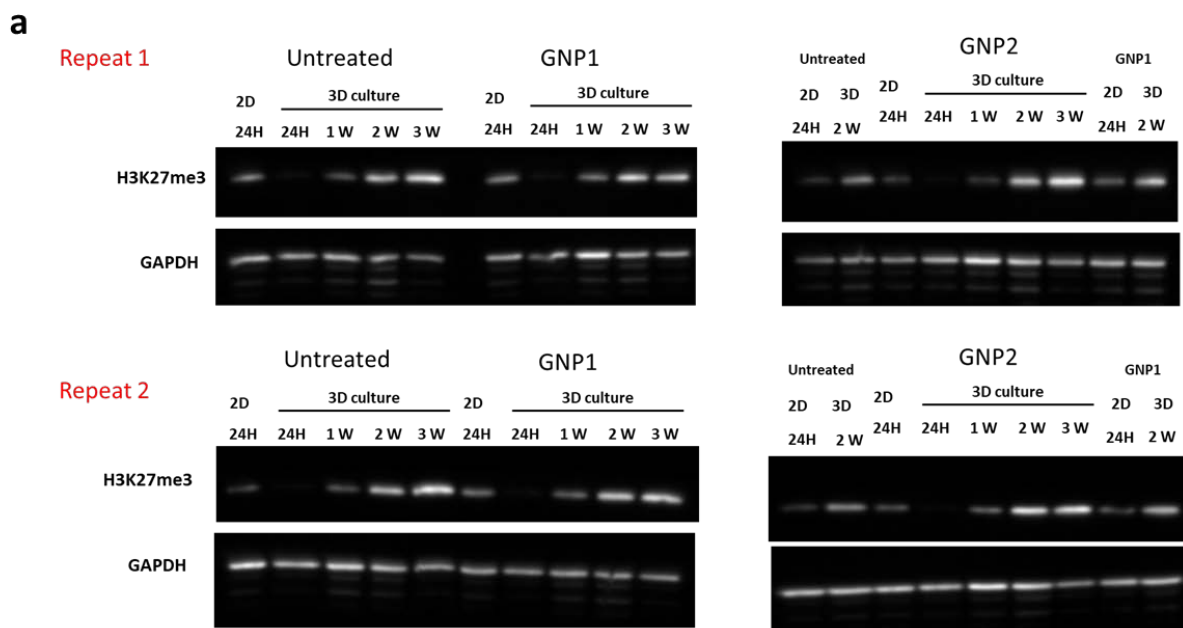 a
Repeat 1
Untreated GNP1
2D 3D culture 2D 3D culture
24H 24H 1 W 2 W 3 W 24H 24H 1 W 2 W 3 W
H3K27me3
GAPDH
GNP2
Untreated GNP1
2D 3D 2D 3D culture 2D 3D
24H 2 W 24H 24H 1 W 2 W 3 W 24H 2 W
Repeat 2
Untreated GNP1
2D 3D culture 2D 3D culture
24H 24H 1 W 2 W 3 W 24H 24H 1 W 2 W 3 W
H3K27me3
GAPDH
GNP2
Untreated GNP1
2D 3D 2D 3D culture 2D 3D
24H 2 W 24H 24H 1 W 2 W 3 W 24H 2 W